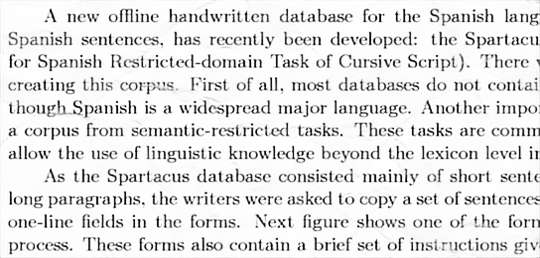 A new offline handwritten database for the Spanish lang
Spanish sentences, has recently been developed: the Spartacu
for Spanish Restricted-domain Task of Cursive Script). There
creating this corpus. First of all, most databases do not contai
though Spanish is a widespread major language. Another impo
a corpus from semantic-restricted tasks. These tasks are comm
allow the use of linguistic knowledge beyond the lexicon level in
As the Spartacus database consisted mainly of short sente
long paragraphs, the writers were asked to copy a set of sentences
one-line fields in the forms. Next figure shows one of the for
process. These forms also contain a brief set of instructions giv